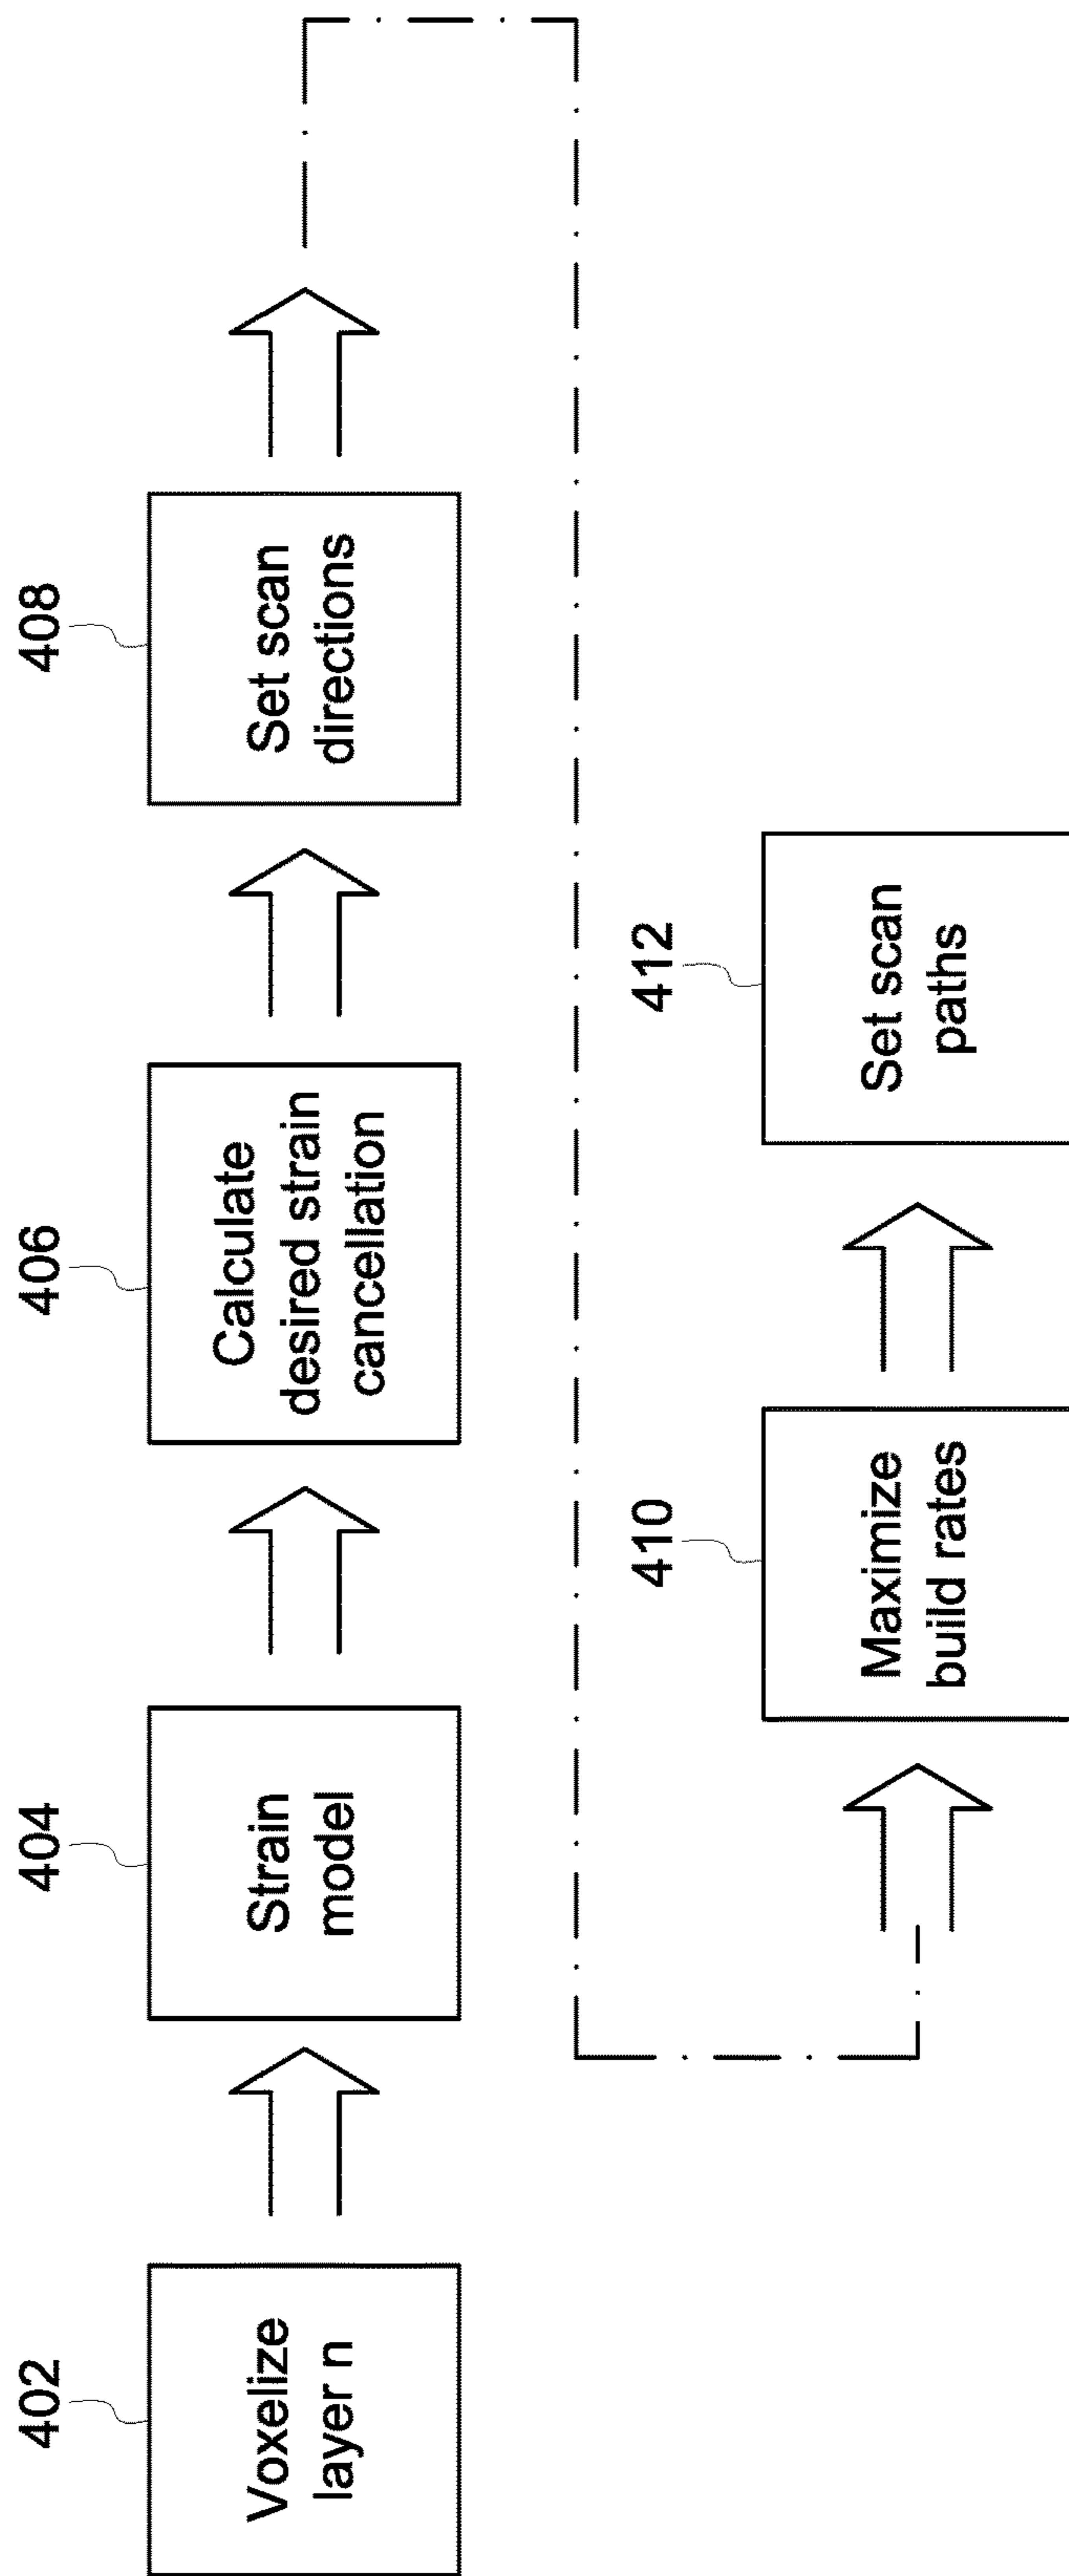 402
Voxelize
layer n
404
Strain
model
406
Calculate
desired strain
cancellation
408
Set scan
directions
410
Maximize
build rates
412
Set scan
paths